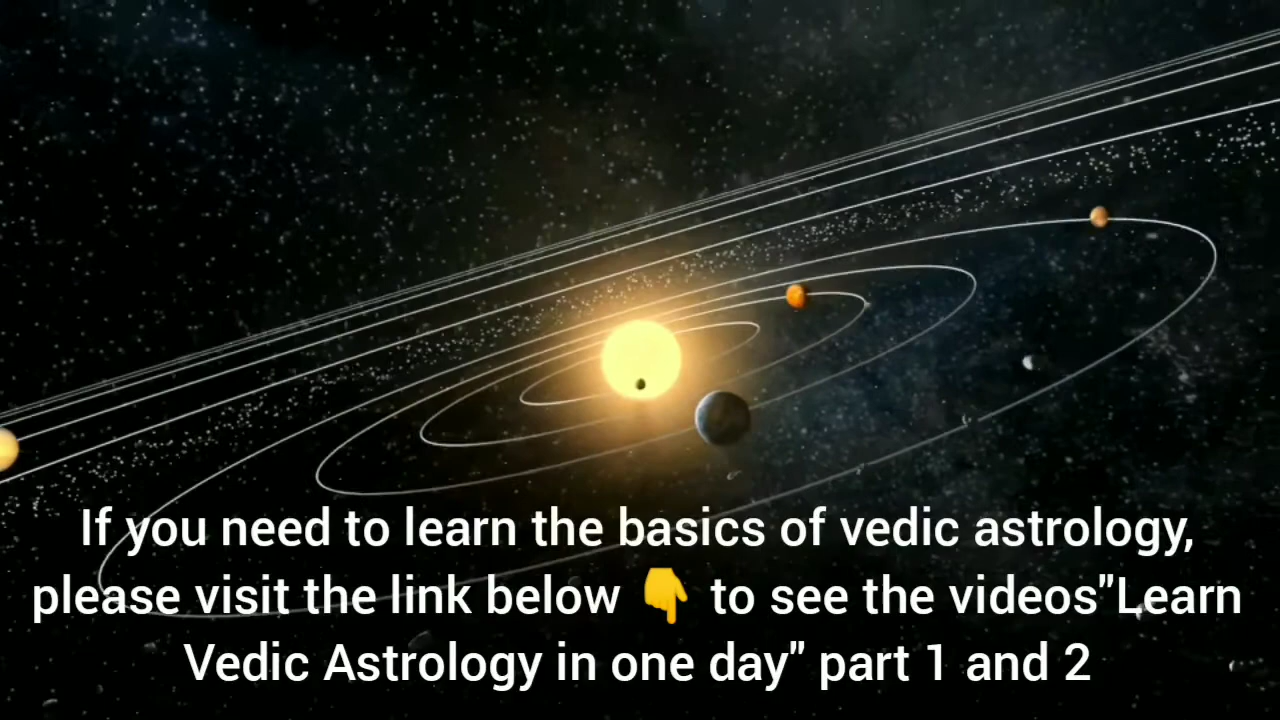 If you need to learn the basics of vedic astrology,
please visit the link below 👇 to see the videos"Learn
Vedic Astrology in one day" part 1 and 2